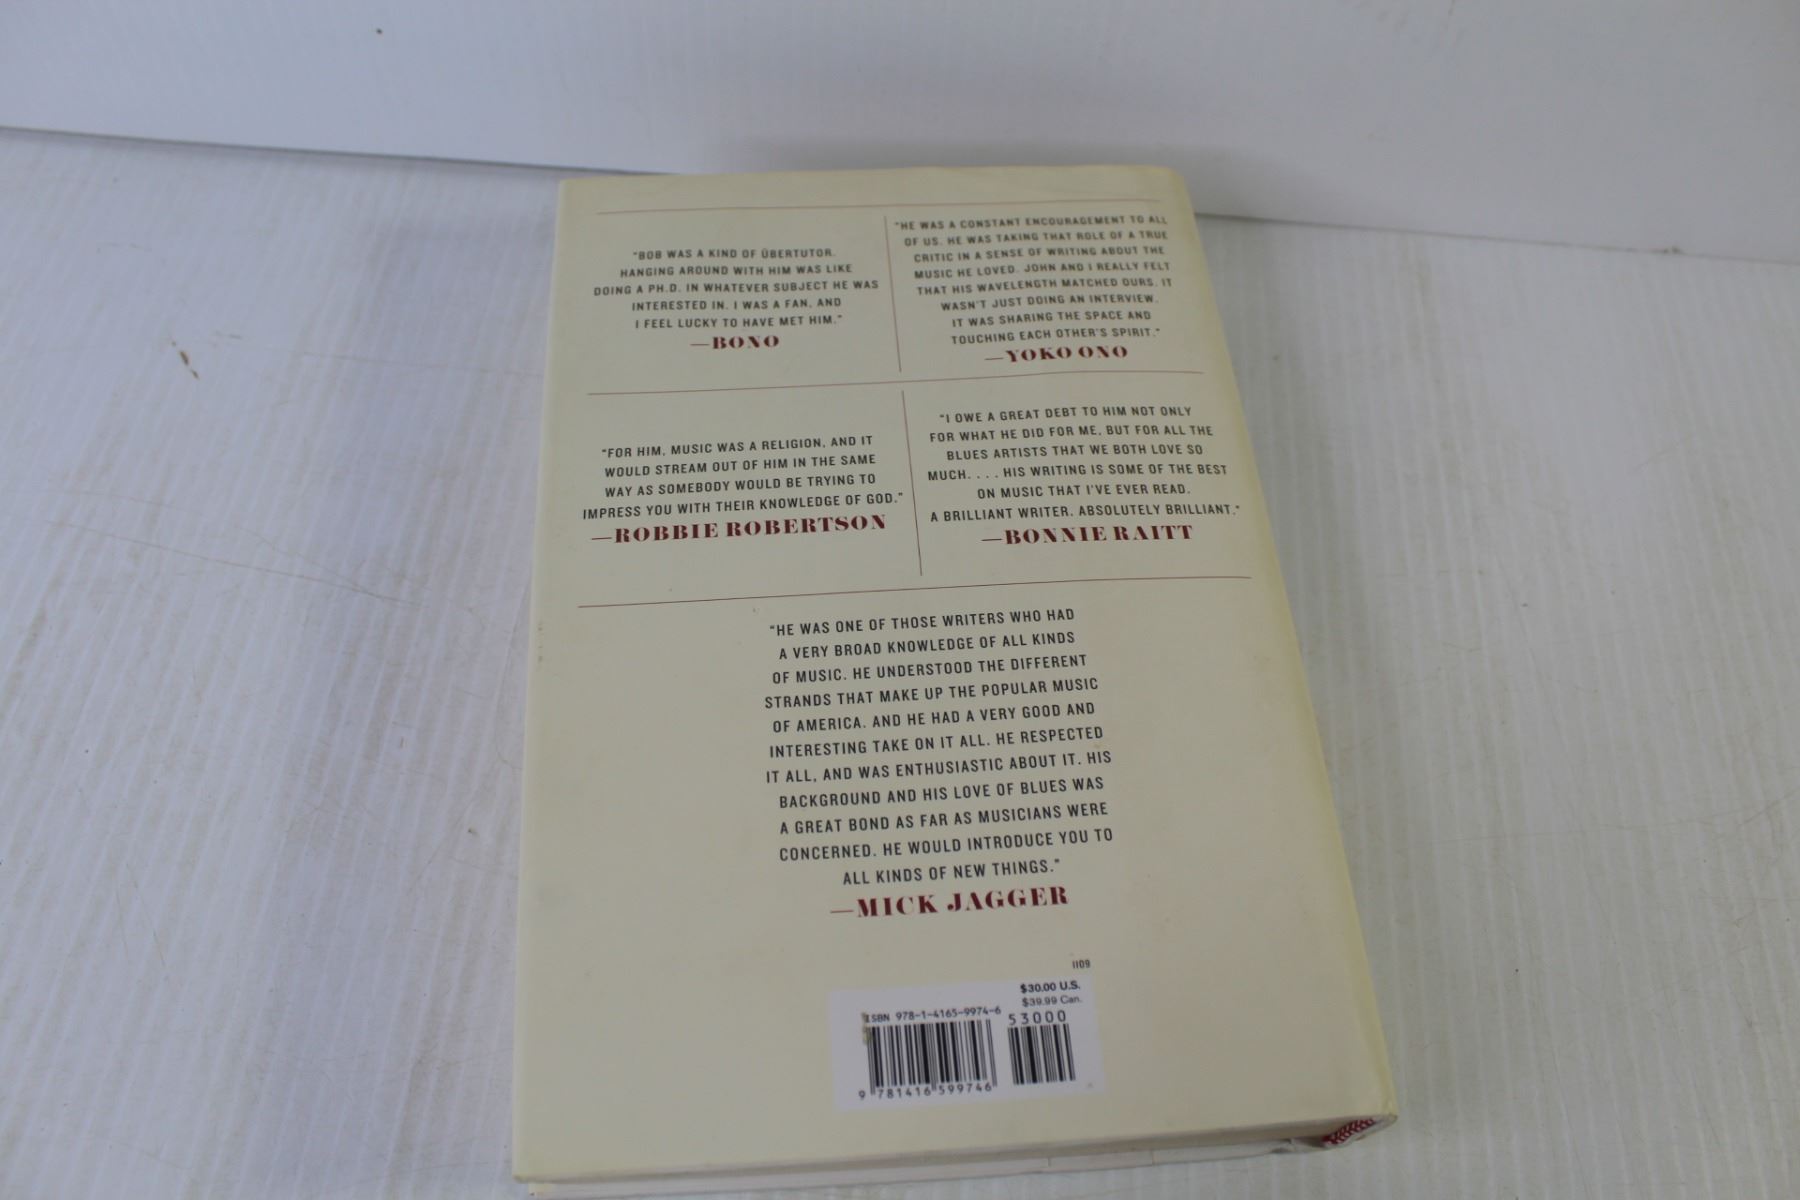 "BOB WAS A KIND OF ÜBERTUTOR.
HANGING AROUND WITH HIM WAS LIKE
DOING A PH.D. IN WHATEVER SUBJECT HE WAS
INTERESTED IN. I WAS A FAN, AND
I FEEL LUCKY TO HAVE MET HIM."
—BONO
"HE WAS A CONSTANT ENCOURAGEMENT TO ALL
OF US. HE WAS TAKING THAT ROLE OF A TRUE
CRITIC IN A SENSE OF WRITING ABOUT THE
MUSIC HE LOVED. JOHN AND I REALLY FELT
THAT HIS WAVELENGTH MATCHED OURS. IT
WASN'T JUST DOING AN INTERVIEW.
IT WAS SHARING THE SPACE AND
TOUCHING EACH OTHER'S SPIRIT."
—YOKO ONO
"FOR HIM, MUSIC WAS A RELIGION, AND IT
WOULD STREAM OUT OF HIM IN THE SAME
WAY AS SOMEBODY WOULD BE TRYING TO
IMPRESS YOU WITH THEIR KNOWLEDGE OF GOD."
—ROBBIE ROBERTSON
"I OWE A GREAT DEBT TO HIM NOT ONLY
FOR WHAT HE DID FOR ME, BUT FOR ALL THE
BLUES ARTISTS THAT WE BOTH LOVE SO
MUCH. . . . HIS WRITING IS SOME OF THE BEST
ON MUSIC THAT I'VE EVER READ.
A BRILLIANT WRITER. ABSOLUTELY BRILLIANT."
—BONNIE RAITT
"HE WAS ONE OF THOSE WRITERS WHO HAD
A VERY BROAD KNOWLEDGE OF ALL KINDS
OF MUSIC. HE UNDERSTOOD THE DIFFERENT
STRANDS THAT MAKE UP THE POPULAR MUSIC
OF AMERICA. AND HE HAD A VERY GOOD AND
INTERESTING TAKE ON IT ALL. HE RESPECTED
IT ALL, AND WAS ENTHUSIASTIC ABOUT IT. HIS
BACKGROUND AND HIS LOVE OF BLUES WAS
A GREAT BOND AS FAR AS MUSICIANS WERE
CONCERNED. HE WOULD INTRODUCE YOU TO
ALL KINDS OF NEW THINGS."
—MICK JAGGER
1109
$30.00 U.S.
$39.99 Can.
ISBN 978-1-4165-9974-6
53000
9 781416 599746